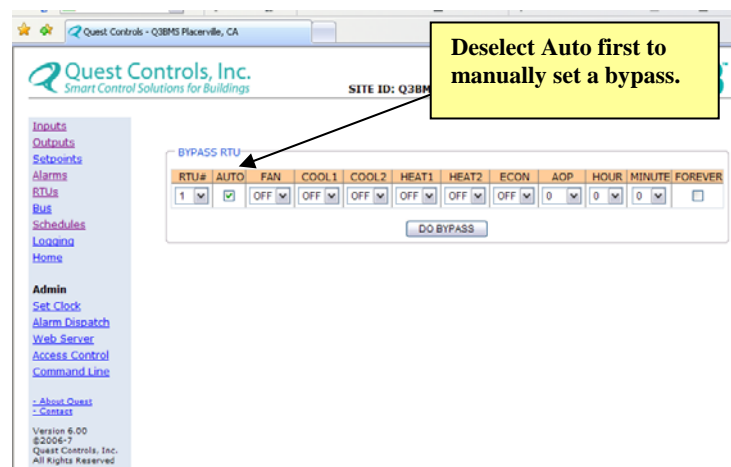 Quest Controls - Q3BMS Placerville, CA
Deselect Auto first to
manually set a bypass.
Quest Controls, Inc.
Smart Control Solutions for Buildings
SITE ID: Q3BM
Inputs
Outputs
Setpoints
Alarms
RTUs
Bus
Schedules
Logging
Home
BYPASS RTU
RTU# AUTO FAN COOL1 COOL2 HEAT1 HEAT2 ECON AOP HOUR MINUTE FOREVER
1 OFF OFF OFF OFF OFF OFF 0 0 0
DO BYPASS
Admin
Set Clock
Alarm Dispatch
Web Server
Access Control
Command Line
- About Quest
- Contact
Version 6.00
©2006-7
Quest Controls, Inc.
All Rights Reserved